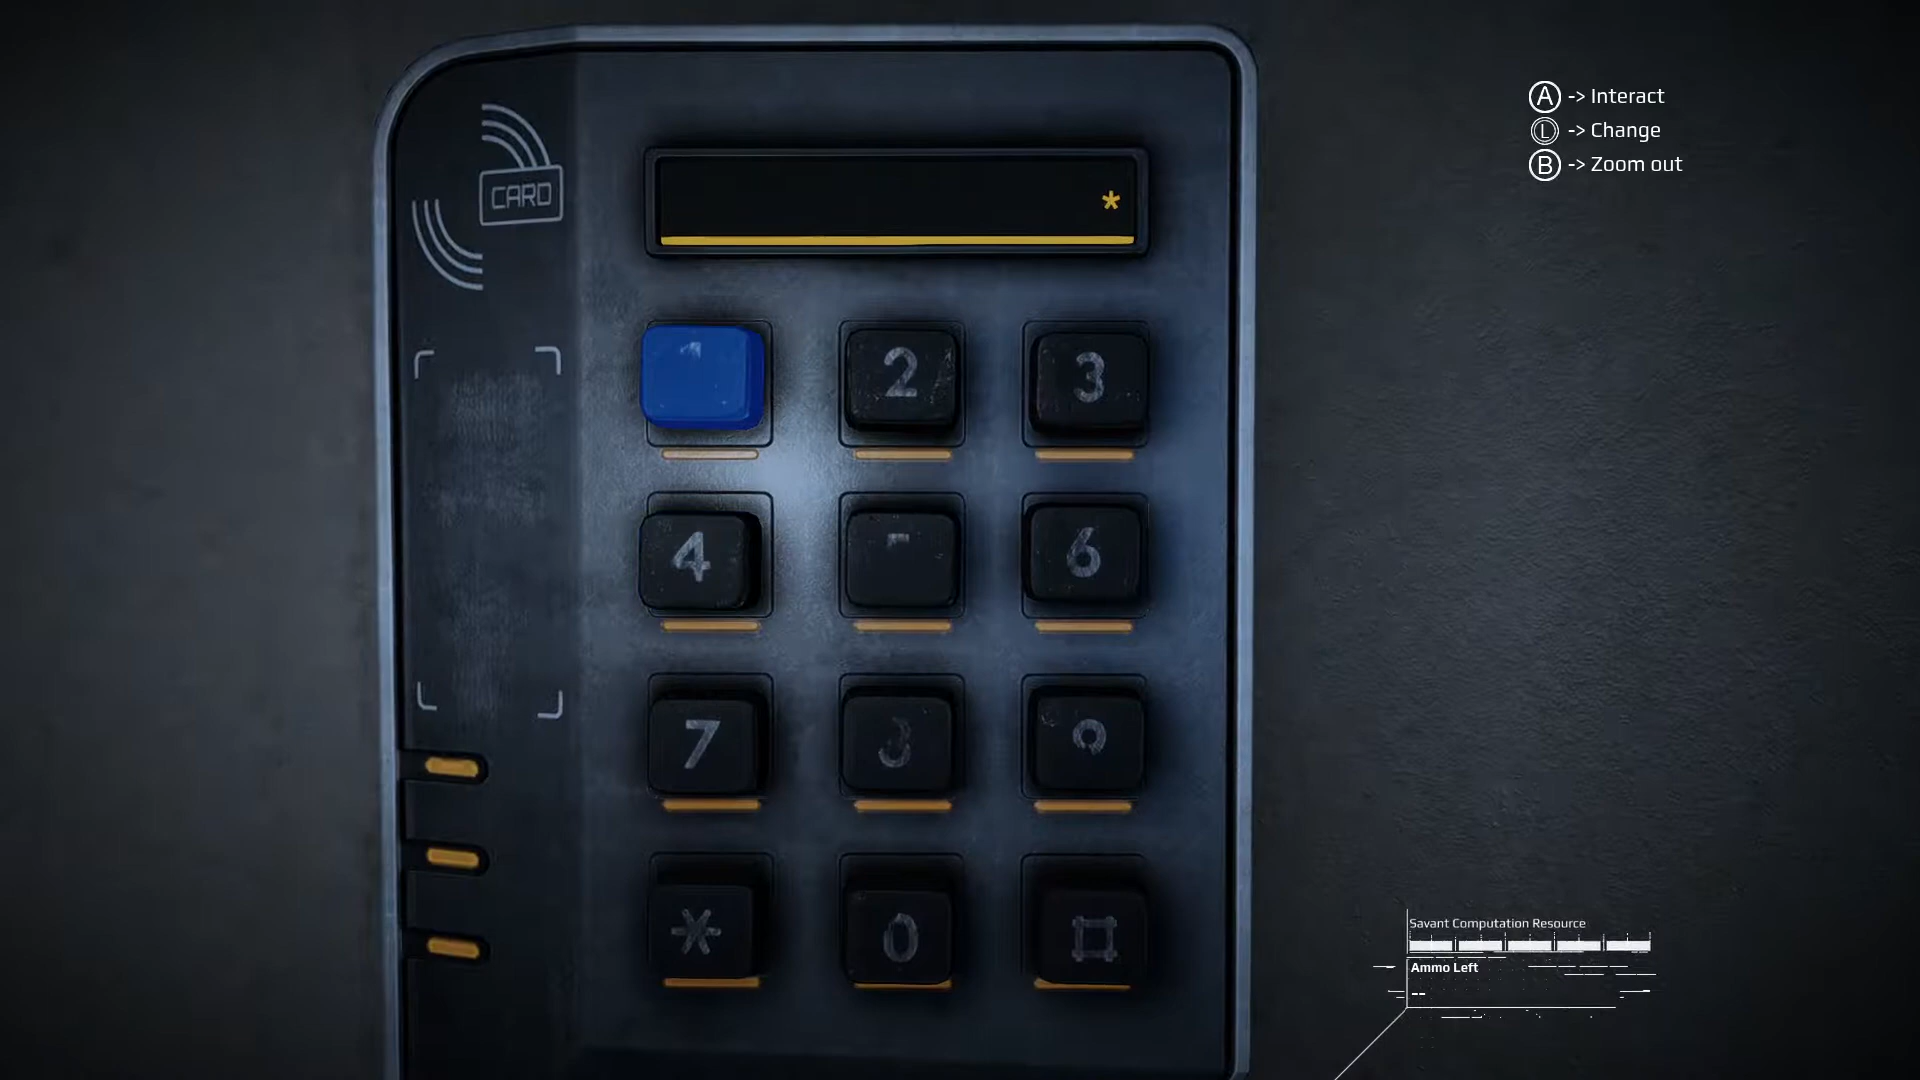 A -> Interact
L -> Change
B -> Zoom out
CARD
*
2 3
4 6
7
* 0 #
Savant Computation Resource
Ammo Left
--